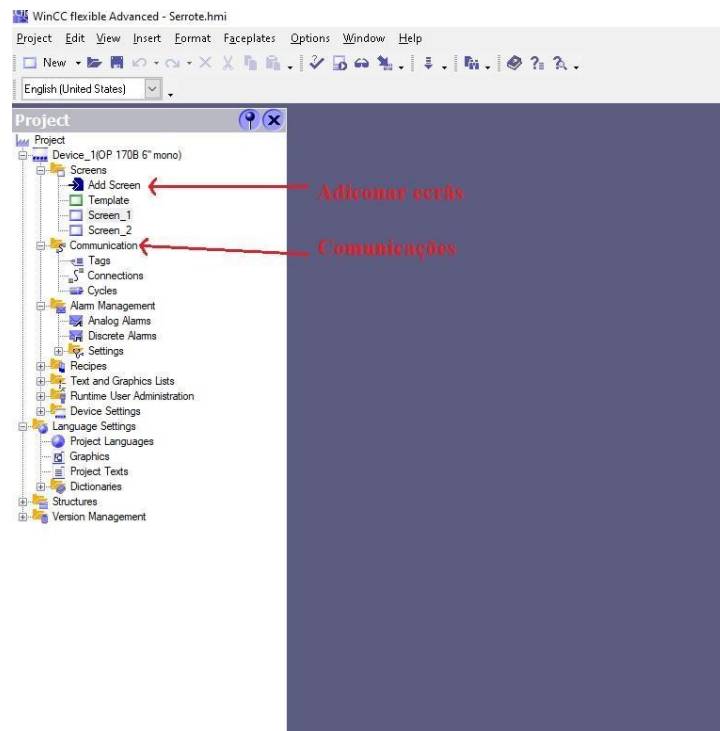 WinCC flexible Advanced - Serrote.hmi
Project Edit View Insert Format Faceplates Options Window Help
New
English (United States)
Project
Project
Device_1(OP 170B 6" mono)
Screens
Add Screen
Adiconar ecrãs
Template
Screen_1
Screen_2
Communication
Comunicações
Tags
Connections
Cycles
Alarm Management
Analog Alarms
Discrete Alarms
Settings
Recipes
Text and Graphics Lists
Runtime User Administration
Device Settings
Language Settings
Project Languages
Graphics
Project Texts
Dictionaries
Structures
Version Management